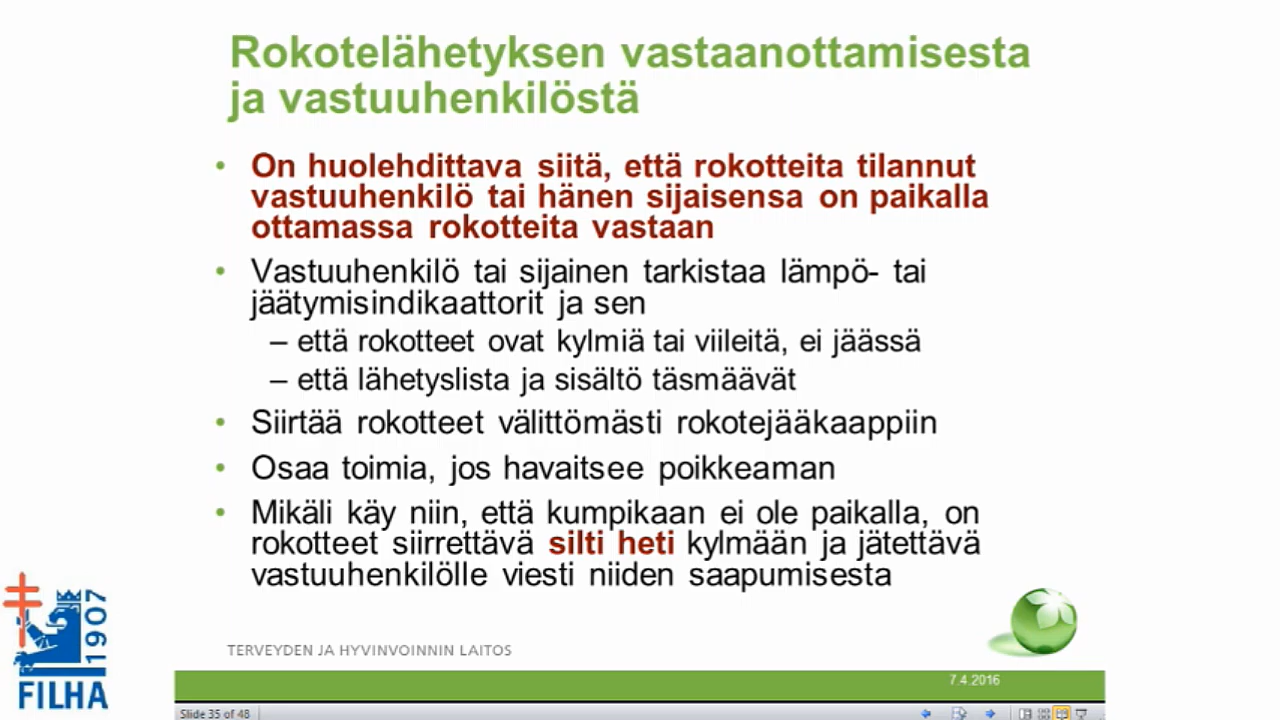 Rokotelähetyksen vastaanottamisesta
ja vastuuhenkilöstä
• On huolehdittava siitä, että rokotteita tilannut
vastuuhenkilö tai hänen sijaisensa on paikalla
ottamassa rokotteita vastaan
• Vastuuhenkilö tai sijainen tarkistaa lämpö- tai
jäätymisindikaattorit ja sen
– että rokotteet ovat kylmiä tai viileitä, ei jäässä
– että lähetyslista ja sisältö täsmäävät
• Siirtää rokotteet välittömästi rokotejääkaappiin
• Osaa toimia, jos havaitsee poikkeaman
• Mikäli käy niin, että kumpikaan ei ole paikalla, on
rokotteet siirrettävä silti heti kylmään ja jätettävä
vastuuhenkilölle viesti niiden saapumisesta
1907
FILHA
TERVEYDEN JA HYVINVOINNIN LAITOS
7.4.2016
Slide 35 of 48